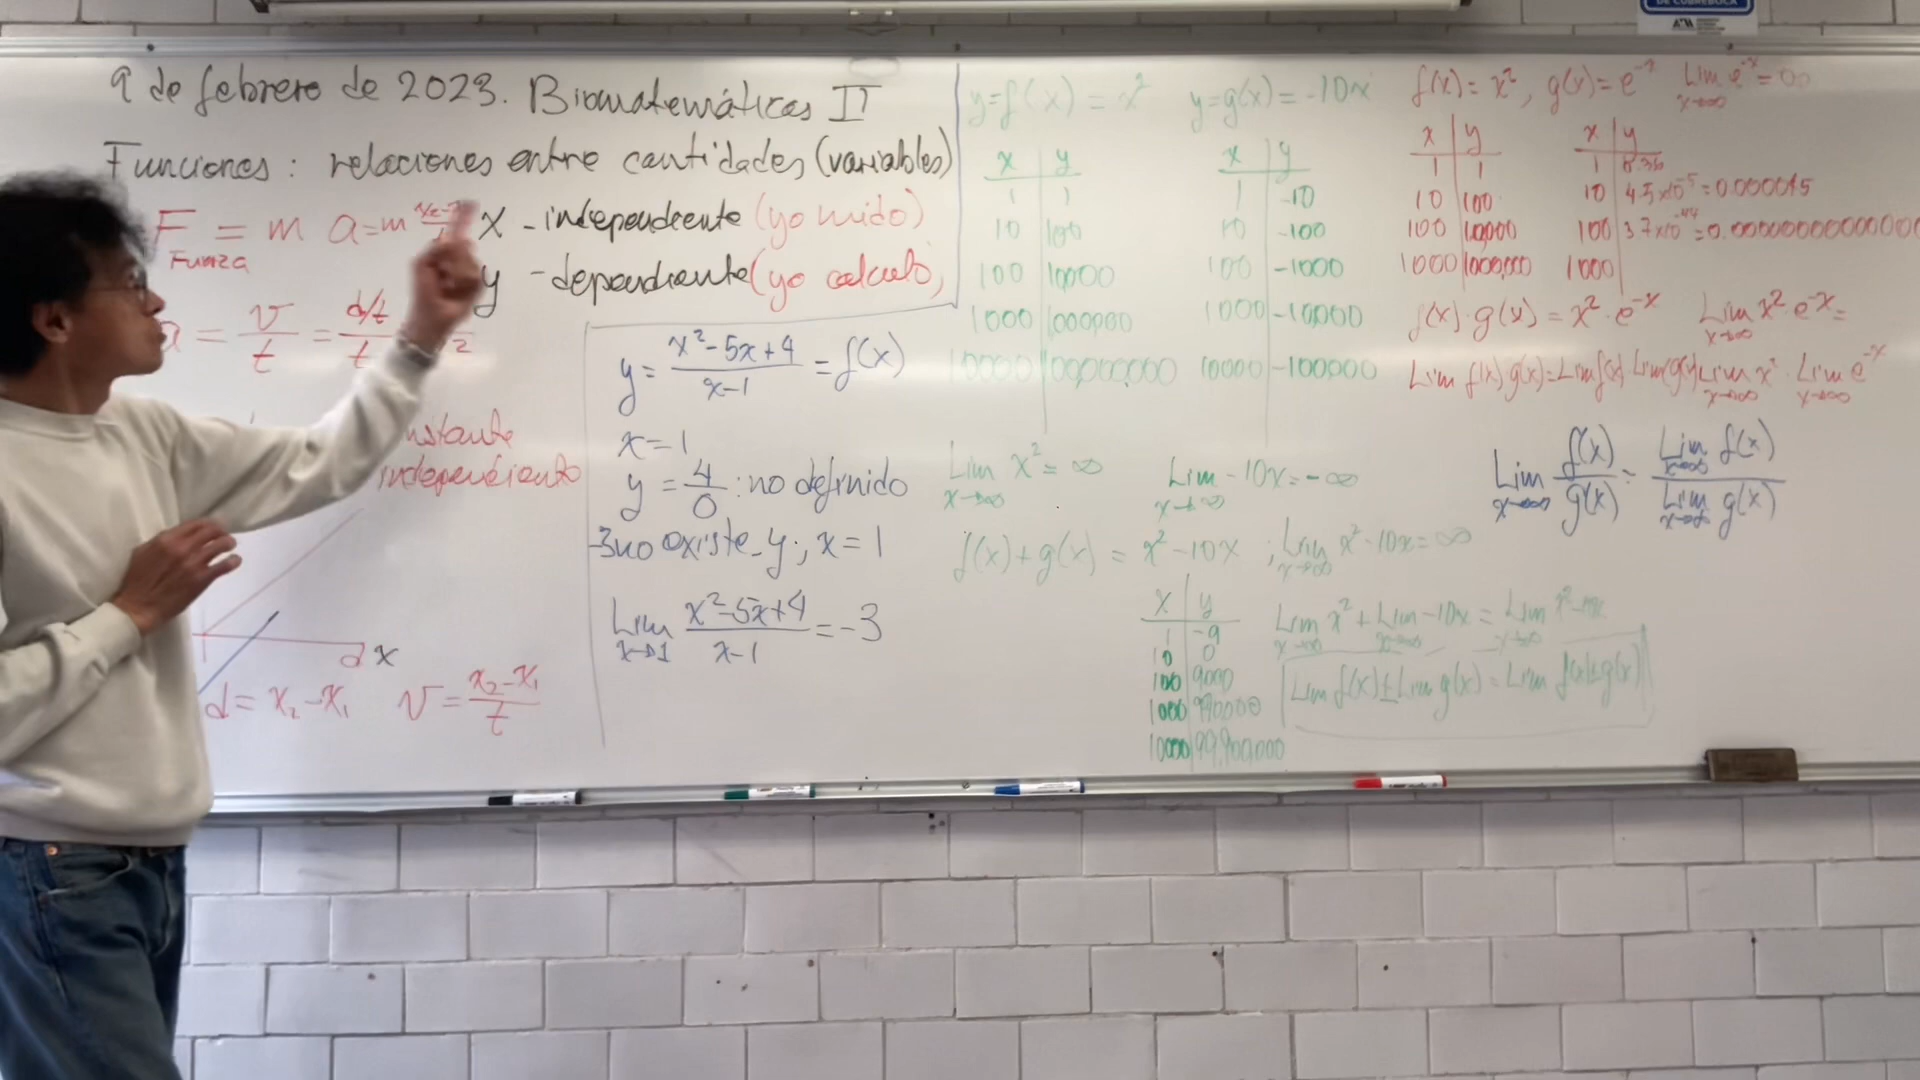 9 de febrero de 2023. Biomatemáticas II
Funciones: relaciones entre cantidades (variables)
F = m a = m
Fuerza
x - independiente (yo mido)
y - dependiente (yo calculo)
v/t = d/t / t
independiente
d x
d = x₂-x₁ v = (x₂-x₁)/t
y = (x²-5x+4)/(x-1) = f(x)
x=1
y = 4/0 : no definido
no existe y; x = 1
Lim x→1 (x²-5x+4)/(x-1) = -3
y=f(x) = x² y=g(x) = -10x
x | y
1 | 1
10 | 100
100 | 10000
1000 | 1000000
10000 | 100000000
x | y
1 | -10
10 | -100
100 | -1000
1000 | -10000
10000 | -100000
Lim x→∞ x² = ∞ Lim x→∞ -10x = -∞
f(x)+g(x) = x²-10x ; Lim x→∞ x²-10x = ∞
x | y
1 | -9
10 | 0
100 | 9000
1000 | 990000
10000 | 99,900,000
Lim x→∞ x² + Lim x→∞ -10x = Lim x→∞
Lim f(x) ± Lim g(x) = Lim f(x)±g(x)
f(x) = x², g(x) = e⁻ˣ Lim x→∞ e⁻ˣ =
x | y
1 | 1
10 | 100
100 | 10000
1000 | 1000000
x | y
1 |
10 | 4.5x10⁻⁵=0.000045
100 | 3.7x10⁻⁴⁴=0.0000000000000
1000 |
f(x)·g(x) = x²·e⁻ˣ Lim x→∞ x²·e⁻ˣ =
Lim f(x)·g(x) = Lim f(x)·Lim g(x) Lim x→∞ x² · Lim x→∞ e⁻ˣ
Lim x→∞ f(x)/g(x) = Lim x→∞ f(x) / Lim x→∞ g(x)